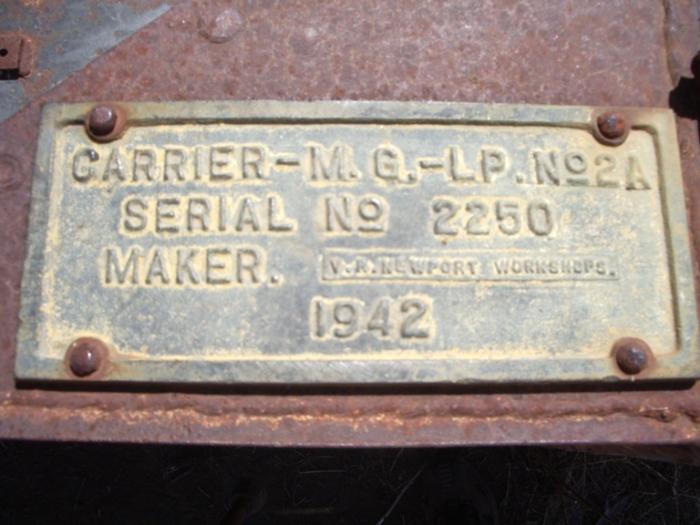 CARRIER-M.G.-LP.Nº2A
SERIAL Nº 2250
MAKER. V.R. NEWPORT WORKSHOPS.
1942